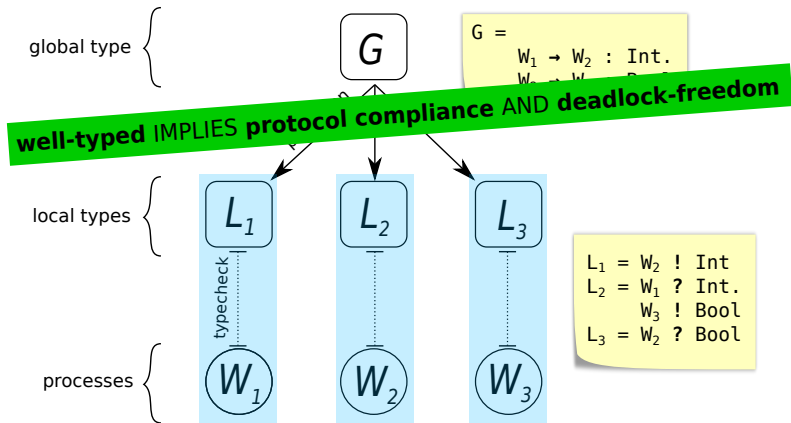 global type
G
G =
W₁ → W₂ : Int.
well-typed IMPLIES protocol compliance AND deadlock-freedom
local types
L₁
L₂
L₃
typecheck
L₁ = W₂ ! Int
L₂ = W₁ ? Int.
W₃ ! Bool
L₃ = W₂ ? Bool
processes
W₁
W₂
W₃